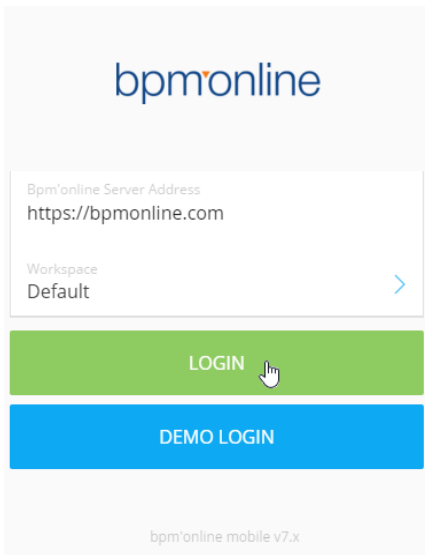 bpm'online
Bpm'online Server Address
https://bpmonline.com
Workspace
Default
LOGIN
DEMO LOGIN
bpm'online mobile v7.x